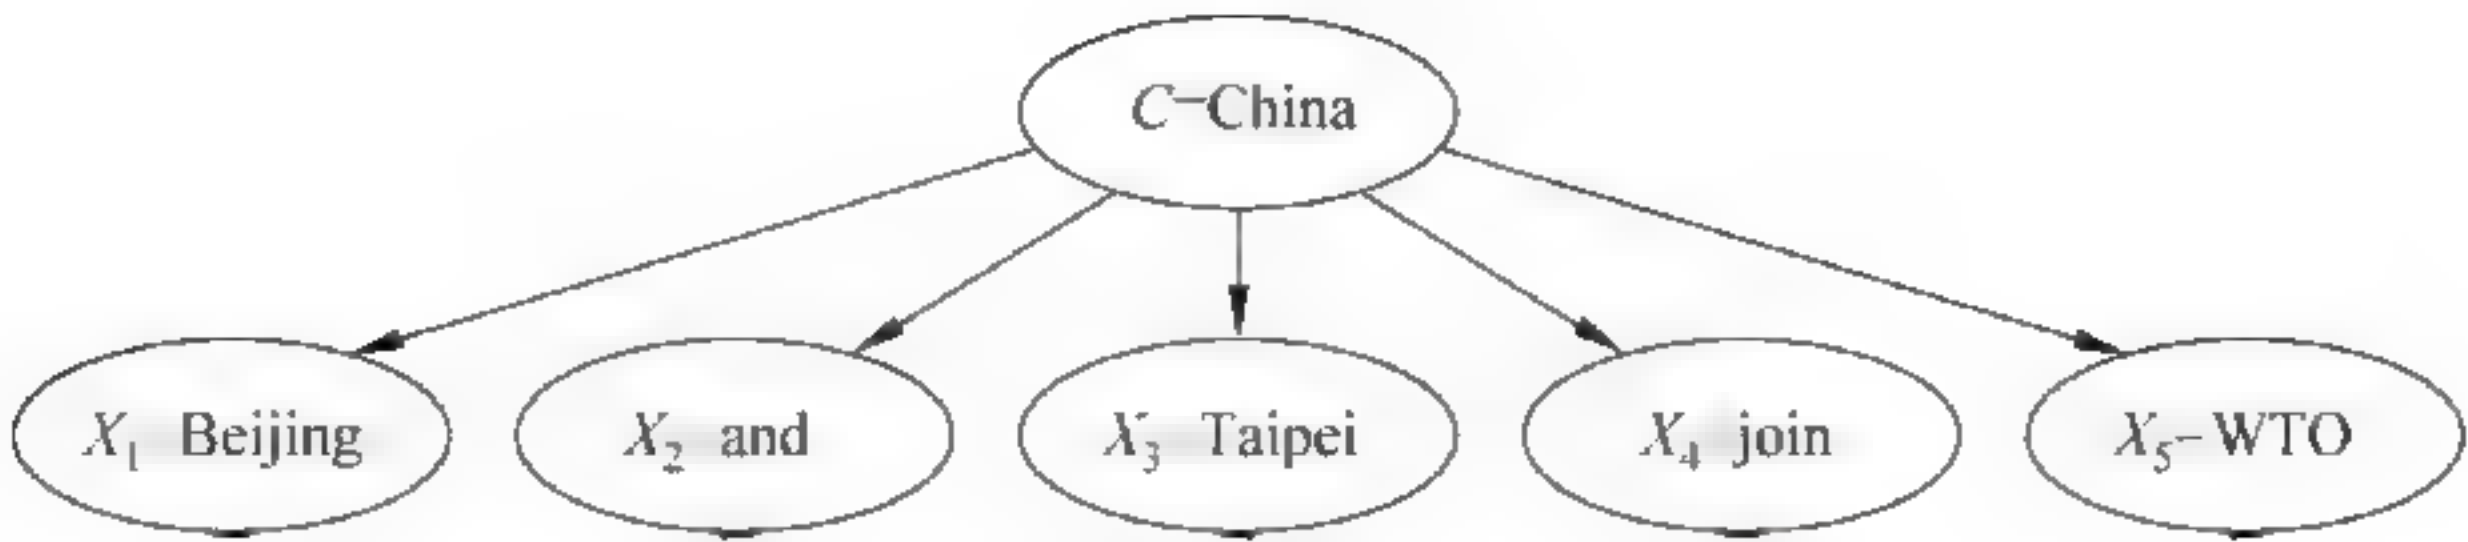 C–China
X₁ Beijing X₂ and X₃ Taipei X₄ join X₅–WTO